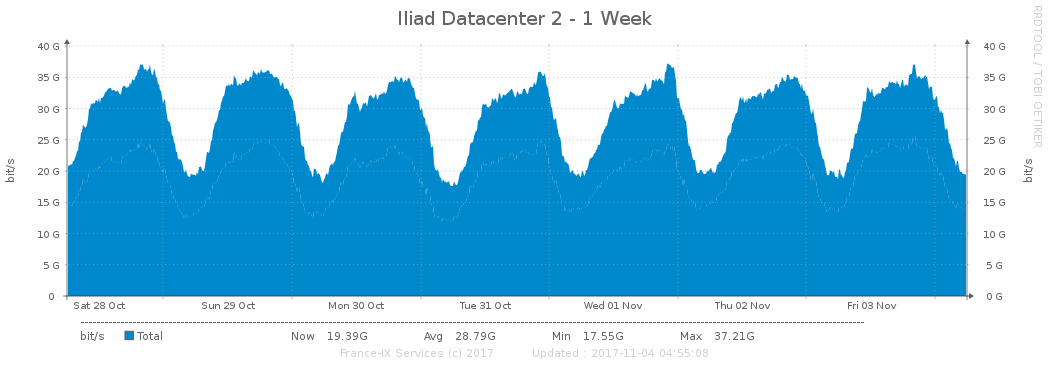 Iliad Datacenter 2 - 1 Week
RRDTOOL / TOBI OETIKER
bit/s
bit/s
40 G 40 G
35 G 35 G
30 G 30 G
25 G 25 G
20 G 20 G
15 G 15 G
10 G 10 G
5 G 5 G
0 0 G
Sat 28 Oct Sun 29 Oct Mon 30 Oct Tue 31 Oct Wed 01 Nov Thu 02 Nov Fri 03 Nov
bit/s Total Now 19.39G Avg 28.79G Min 17.55G Max 37.21G
France-IX Services (c) 2017 Updated : 2017-11-04 04:55:08